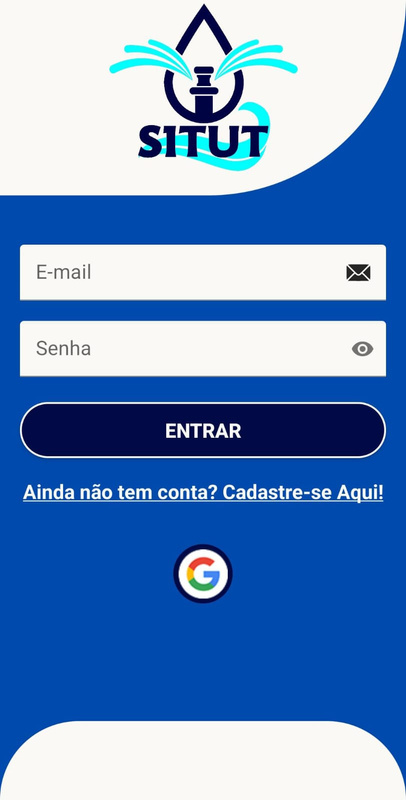 SITUT
E-mail
Senha
ENTRAR
Ainda não tem conta? Cadastre-se Aqui!
G